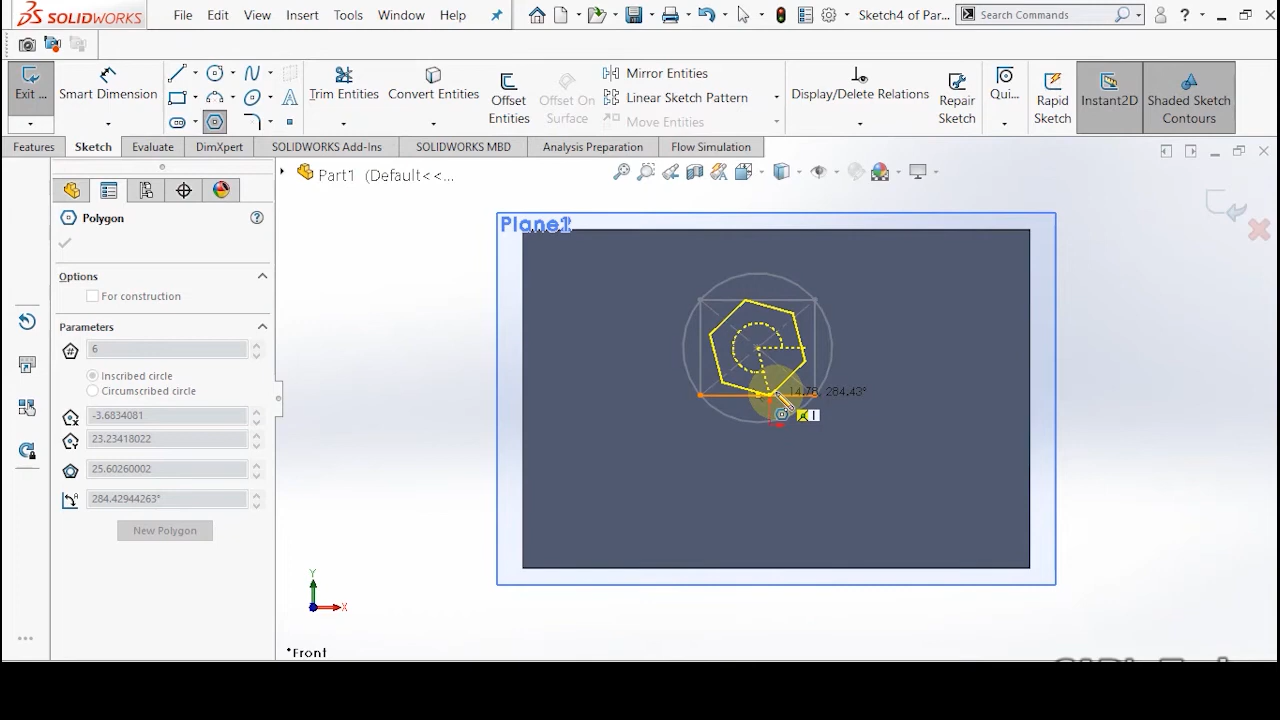 SOLIDWORKS File Edit View Insert Tools Window Help Sketch4 of Par... Search Commands ?
Exit ... Smart Dimension Trim Entities Convert Entities Offset Entities Offset On Surface Mirror Entities Linear Sketch Pattern Move Entities Display/Delete Relations Repair Sketch Qui... Rapid Sketch Instant2D Shaded Sketch Contours
Features Sketch Evaluate DimXpert SOLIDWORKS Add-Ins SOLIDWORKS MBD Analysis Preparation Flow Simulation
Part1 (Default<<...
Polygon ?
Plane1
Options
For construction
Parameters
6
Inscribed circle
Circumscribed circle
14.78, 284.43°
-3.6834081
23.23418022
25.60260002
284.42944263°
New Polygon
Y
X
*Front